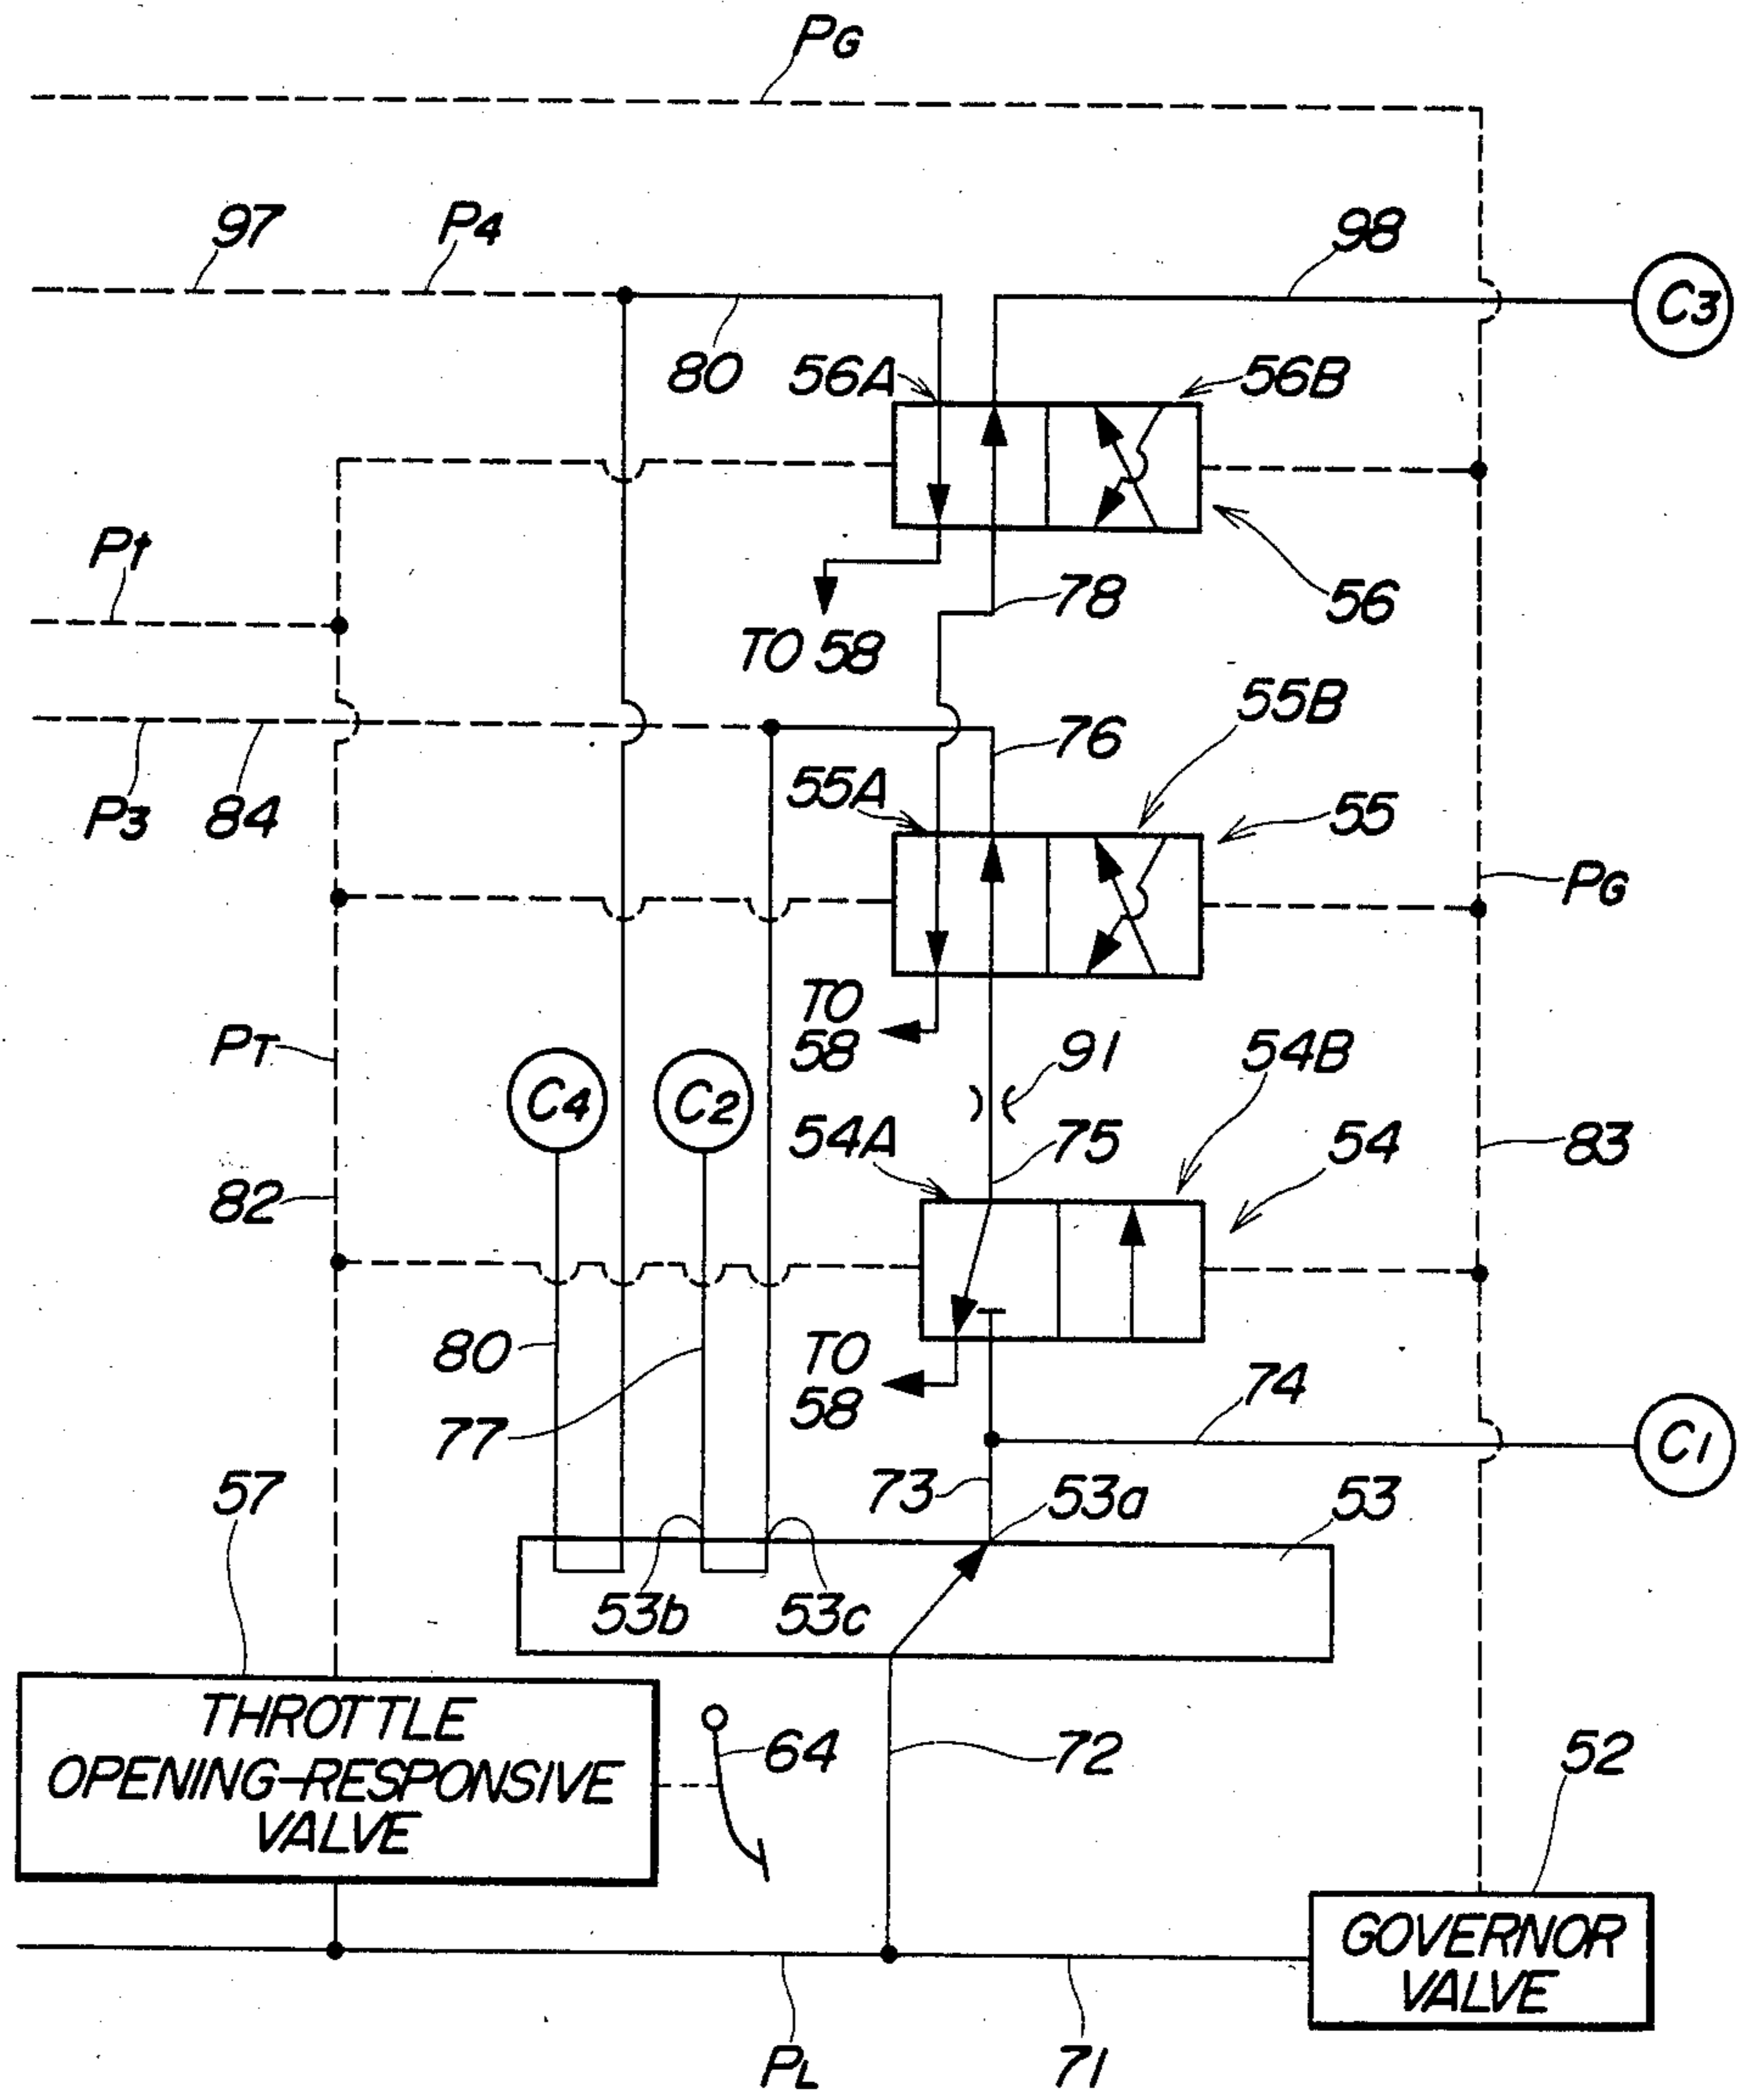 PG
97
P4
98
C3
80
56A
56B
Pt
56
TO 58
78
55B
76
P3
84
55A
55
PG
TO
58
PT
91
54B
C4
C2
54A
75
54
83
82
80
TO
58
74
77
C1
57
73
53a
53
53b
53c
THROTTLE
OPENING-RESPONSIVE
VALVE
64
72
52
GOVERNOR
VALVE
PL
71